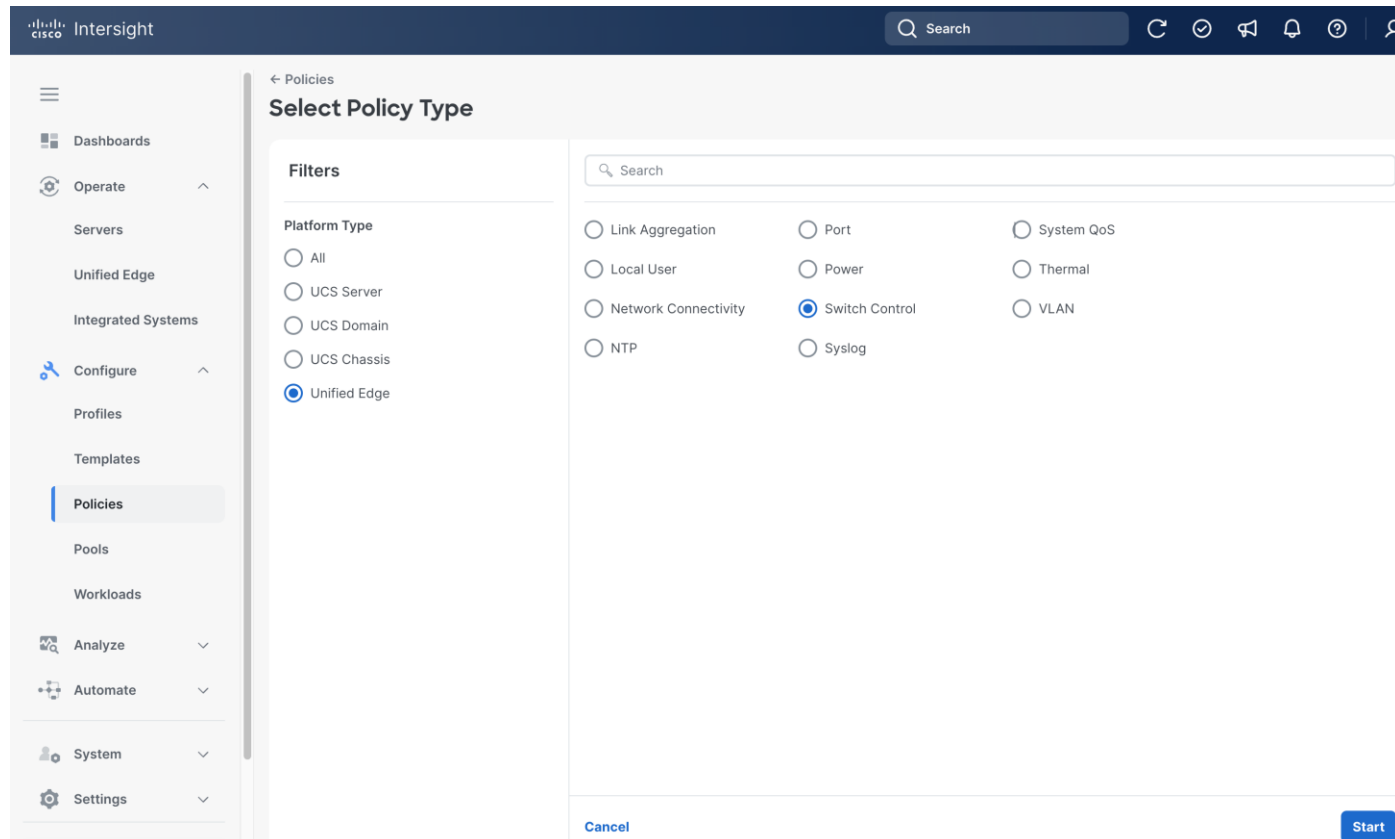 cisco Intersight
Search
← Policies
Select Policy Type
Dashboards
Operate
Servers
Unified Edge
Integrated Systems
Configure
Profiles
Templates
Policies
Pools
Workloads
Analyze
Automate
System
Settings
Filters
Platform Type
All
UCS Server
UCS Domain
UCS Chassis
Unified Edge
Search
Link Aggregation
Port
System QoS
Local User
Power
Thermal
Network Connectivity
Switch Control
VLAN
NTP
Syslog
Cancel
Start